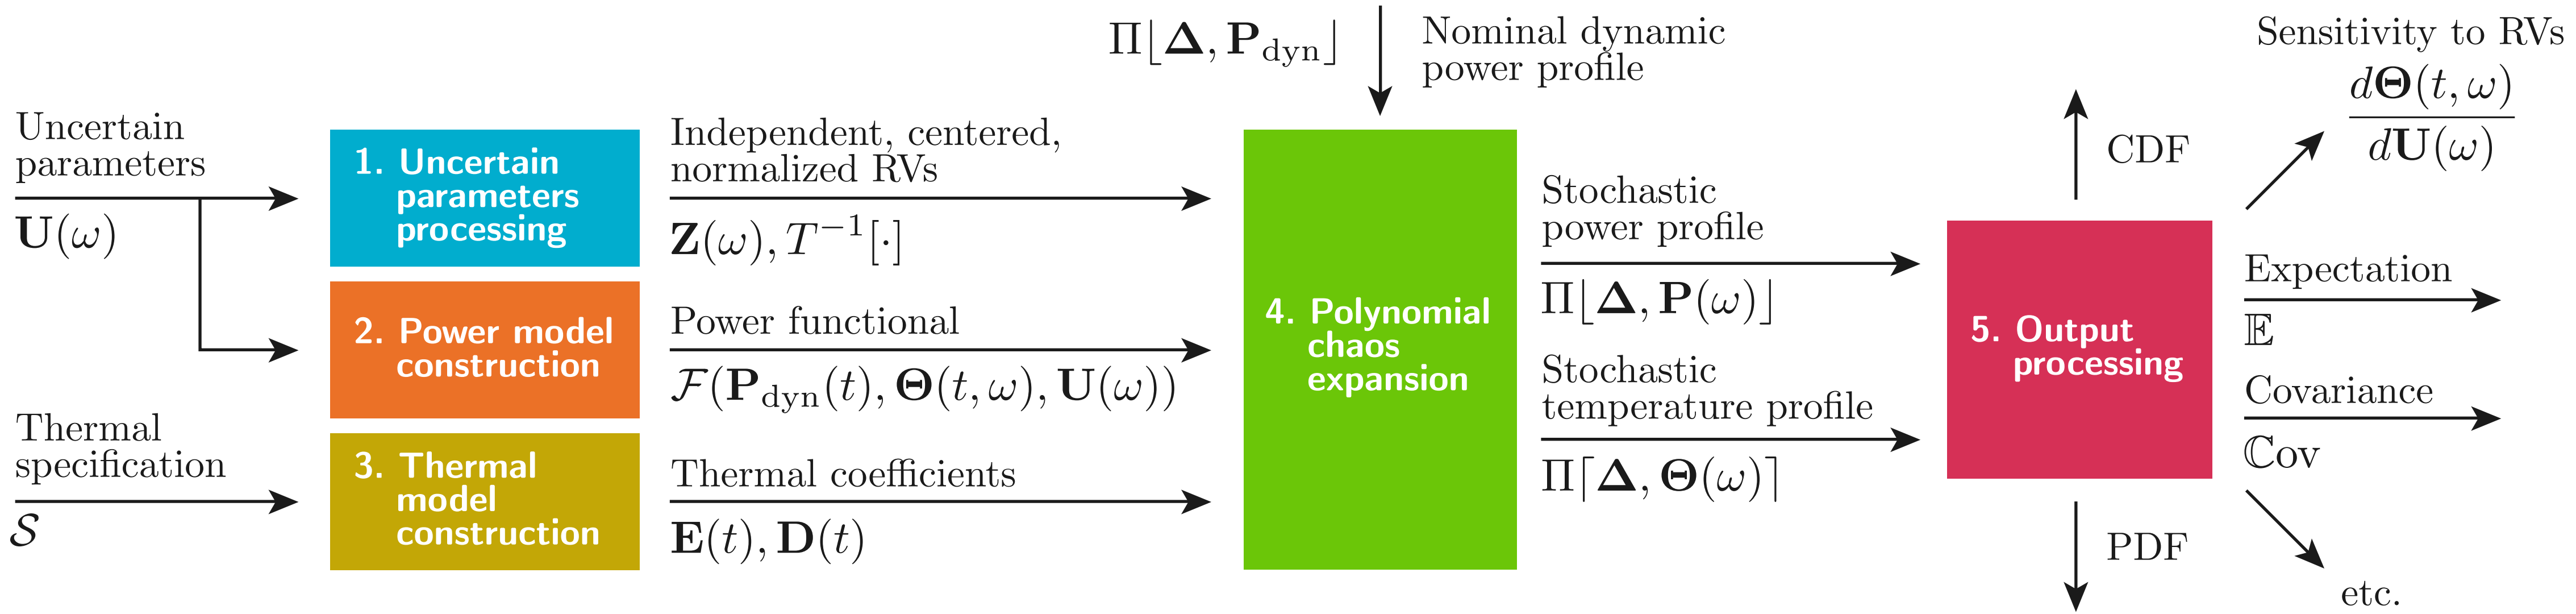 Uncertain
parameters
U(ω)
Thermal
specification
𝒮
1. Uncertain
parameters
processing
2. Power model
construction
3. Thermal
model
construction
Independent, centered,
normalized RVs
Z(ω), T⁻¹[·]
Power functional
ℱ(P_dyn(t), Θ(t, ω), U(ω))
Thermal coefficients
E(t), D(t)
Π⌊Δ, P_dyn⌋
Nominal dynamic
power profile
4. Polynomial
chaos
expansion
Stochastic
power profile
Π⌊Δ, P(ω)⌋
Stochastic
temperature profile
Π⌈Δ, Θ(ω)⌉
5. Output
processing
CDF
Sensitivity to RVs
dΘ(t, ω)
dU(ω)
Expectation
𝔼
Covariance
ℂov
PDF
etc.